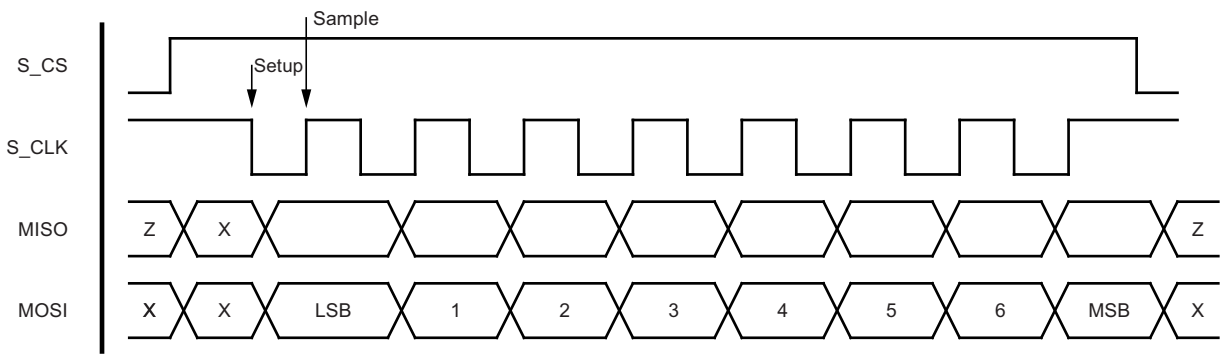 Sample
S_CS
Setup
S_CLK
MISO Z X Z
MOSI X X LSB 1 2 3 4 5 6 MSB X